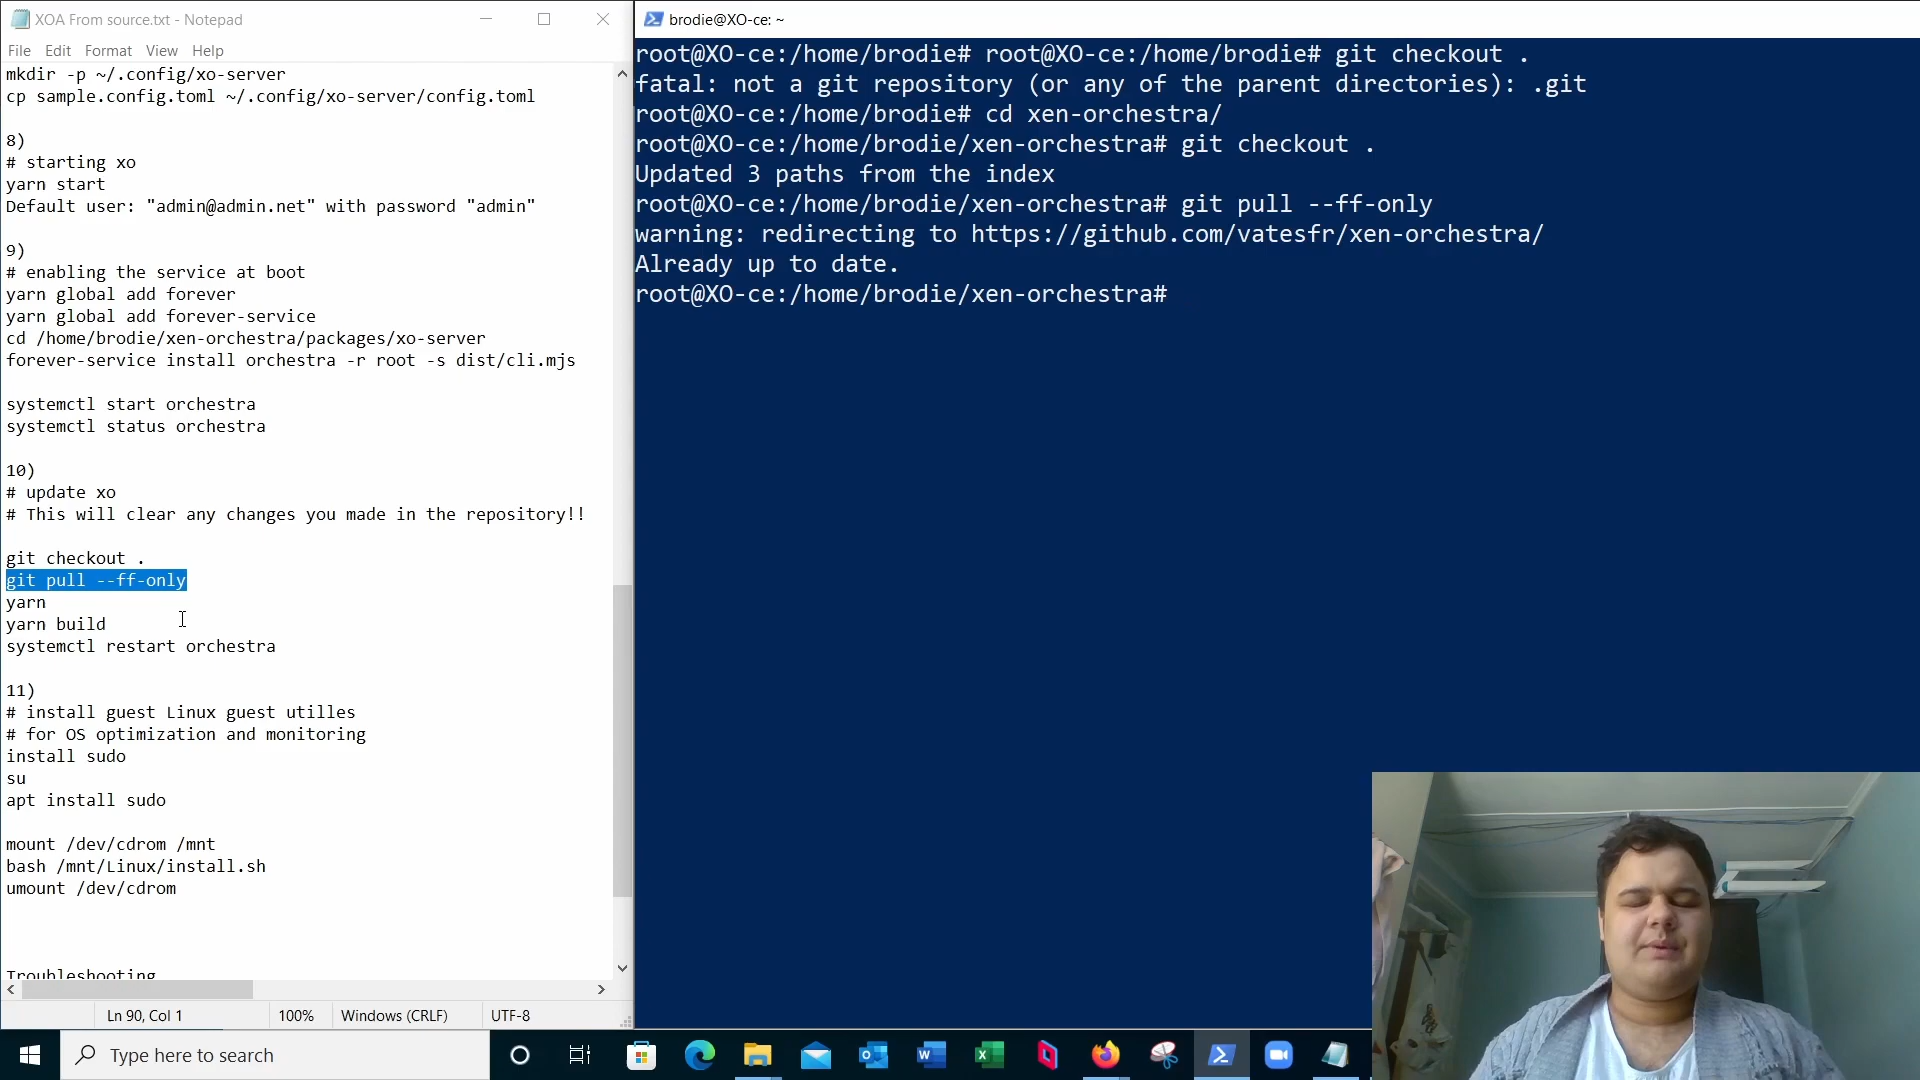 XOA From source.txt - Notepad
File Edit Format View Help
mkdir -p ~/.config/xo-server
cp sample.config.toml ~/.config/xo-server/config.toml
8)
# starting xo
yarn start
Default user: "admin@admin.net" with password "admin"
9)
# enabling the service at boot
yarn global add forever
yarn global add forever-service
cd /home/brodie/xen-orchestra/packages/xo-server
forever-service install orchestra -r root -s dist/cli.mjs
systemctl start orchestra
systemctl status orchestra
10)
# update xo
# This will clear any changes you made in the repository!!
git checkout .
git pull --ff-only
yarn
yarn build
systemctl restart orchestra
11)
# install guest Linux guest utilles
# for OS optimization and monitoring
install sudo
su
apt install sudo
mount /dev/cdrom /mnt
bash /mnt/Linux/install.sh
umount /dev/cdrom
Troubleshooting
Ln 90, Col 1 100% Windows (CRLF) UTF-8
brodie@XO-ce: ~
root@XO-ce:/home/brodie# root@XO-ce:/home/brodie# git checkout .
fatal: not a git repository (or any of the parent directories): .git
root@XO-ce:/home/brodie# cd xen-orchestra/
root@XO-ce:/home/brodie/xen-orchestra# git checkout .
Updated 3 paths from the index
root@XO-ce:/home/brodie/xen-orchestra# git pull --ff-only
warning: redirecting to https://github.com/vatesfr/xen-orchestra/
Already up to date.
root@XO-ce:/home/brodie/xen-orchestra#
Type here to search